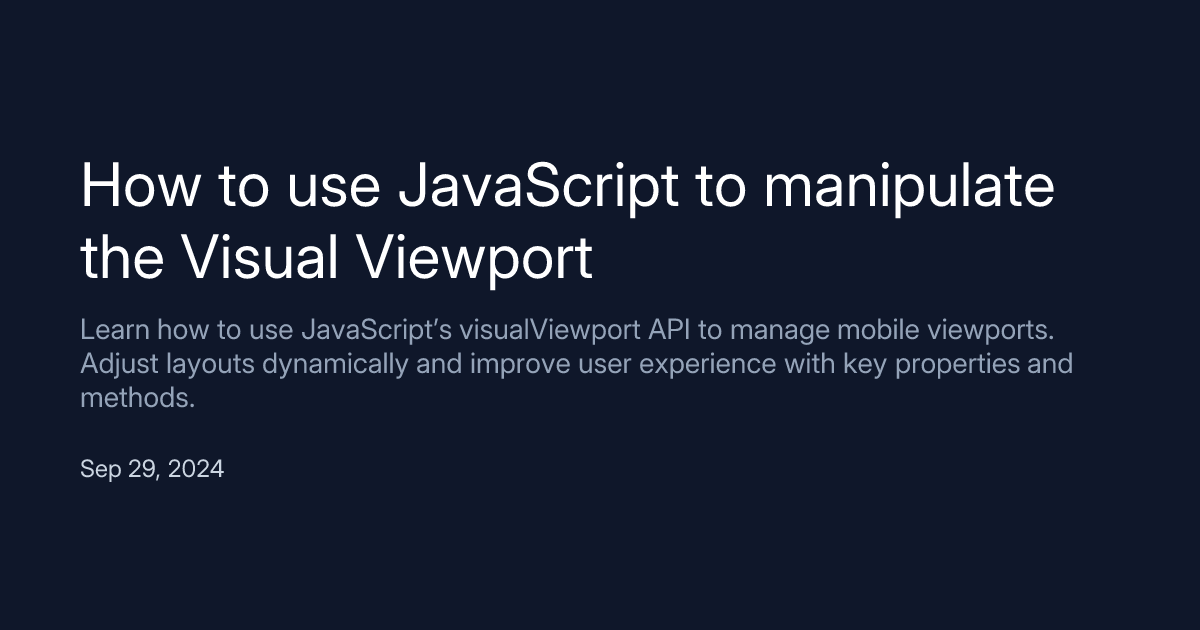 How to use JavaScript to manipulate
the Visual Viewport
Learn how to use JavaScript’s visualViewport API to manage mobile viewports.
Adjust layouts dynamically and improve user experience with key properties and
methods.
Sep 29, 2024